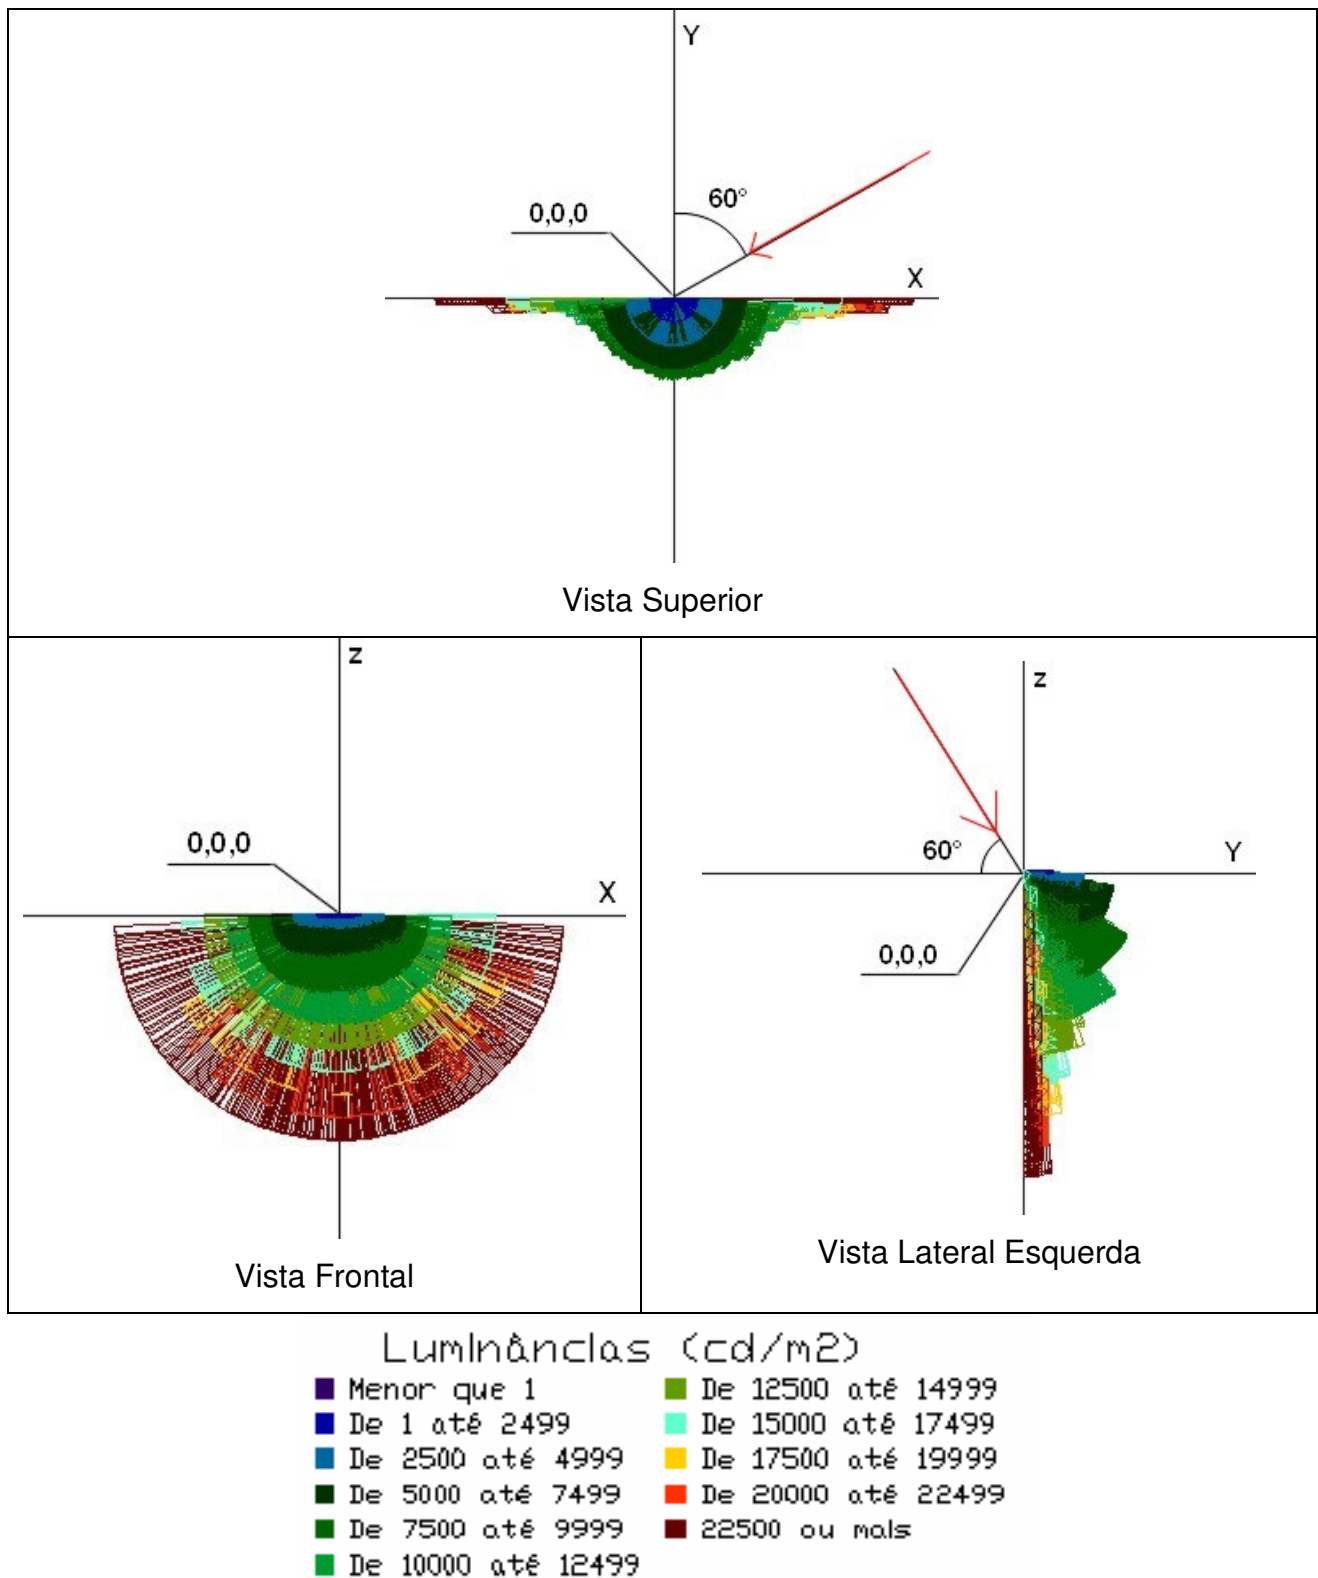 Y
60°
0,0,0
X
Vista Superior
z
0,0,0
X
Vista Frontal
z
60°
Y
0,0,0
Vista Lateral Esquerda
Luminâncias (cd/m2)
Menor que 1
De 1 até 2499
De 2500 até 4999
De 5000 até 7499
De 7500 até 9999
De 10000 até 12499
De 12500 até 14999
De 15000 até 17499
De 17500 até 19999
De 20000 até 22499
22500 ou mais